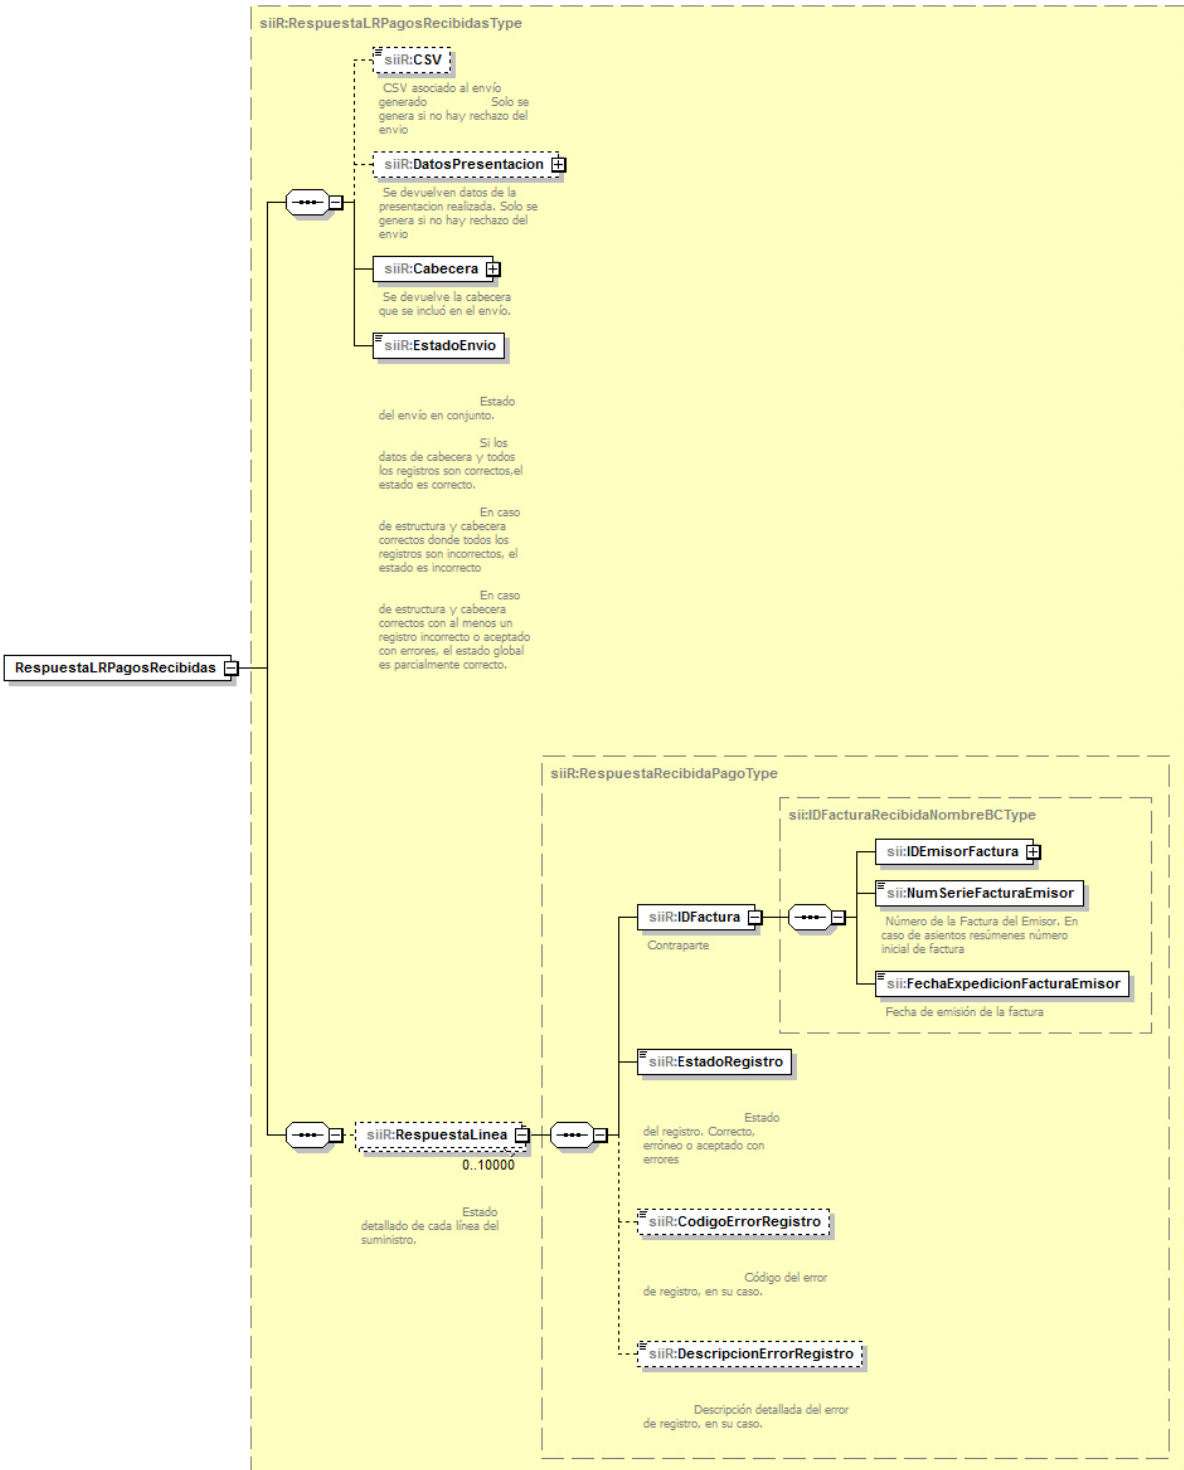 siiR:RespuestaLRPagosRecibidasType
siiR:CSV
CSV asociado al envío
generado Solo se
genera si no hay rechazo del
envio
siiR:DatosPresentacion
Se devuelven datos de la
presentacion realizada. Solo se
genera si no hay rechazo del
envio
siiR:Cabecera
Se devuelve la cabecera
que se incluó en el envío.
siiR:EstadoEnvio
Estado
del envío en conjunto.
Si los
datos de cabecera y todos
los registros son correctos,el
estado es correcto.
En caso
de estructura y cabecera
correctos donde todos los
registros son incorrectos, el
estado es incorrecto
En caso
de estructura y cabecera
correctos con al menos un
registro incorrecto o aceptado
con errores, el estado global
es parcialmente correcto.
RespuestaLRPagosRecibidas
siiR:RespuestaRecibidaPagoType
sii:IDFacturaRecibidaNombreBCType
sii:IDEmisorFactura
sii:NumSerieFacturaEmisor
Número de la Factura del Emisor. En
caso de asientos resúmenes número
inicial de factura
siiR:IDFactura
Contraparte
sii:FechaExpedicionFacturaEmisor
Fecha de emisión de la factura
siiR:EstadoRegistro
Estado
del registro. Correcto,
erróneo o aceptado con
errores
siiR:RespuestaLinea
0..10000
Estado
detallado de cada línea del
suministro.
siiR:CodigoErrorRegistro
Código del error
de registro, en su caso.
siiR:DescripcionErrorRegistro
Descripción detallada del error
de registro, en su caso.